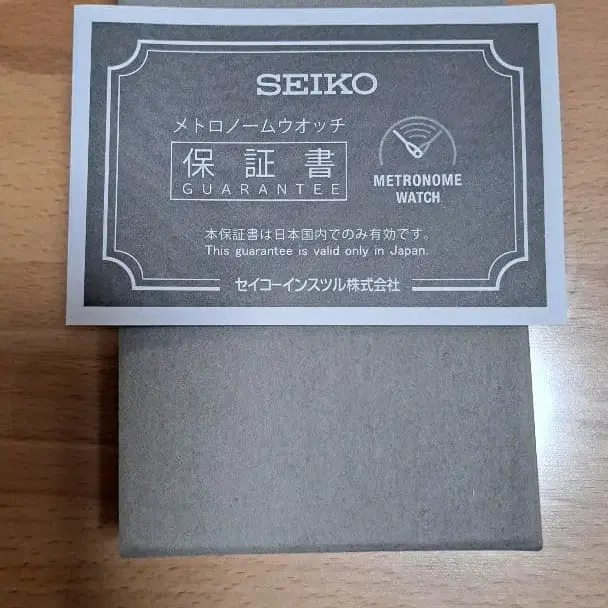 SEIKO
メトロノームウオッチ
保証書
GUARANTEE
METRONOME
WATCH
本保証書は日本国内でのみ有効です。
This guarantee is valid only in Japan.
セイコーインスツル株式会社